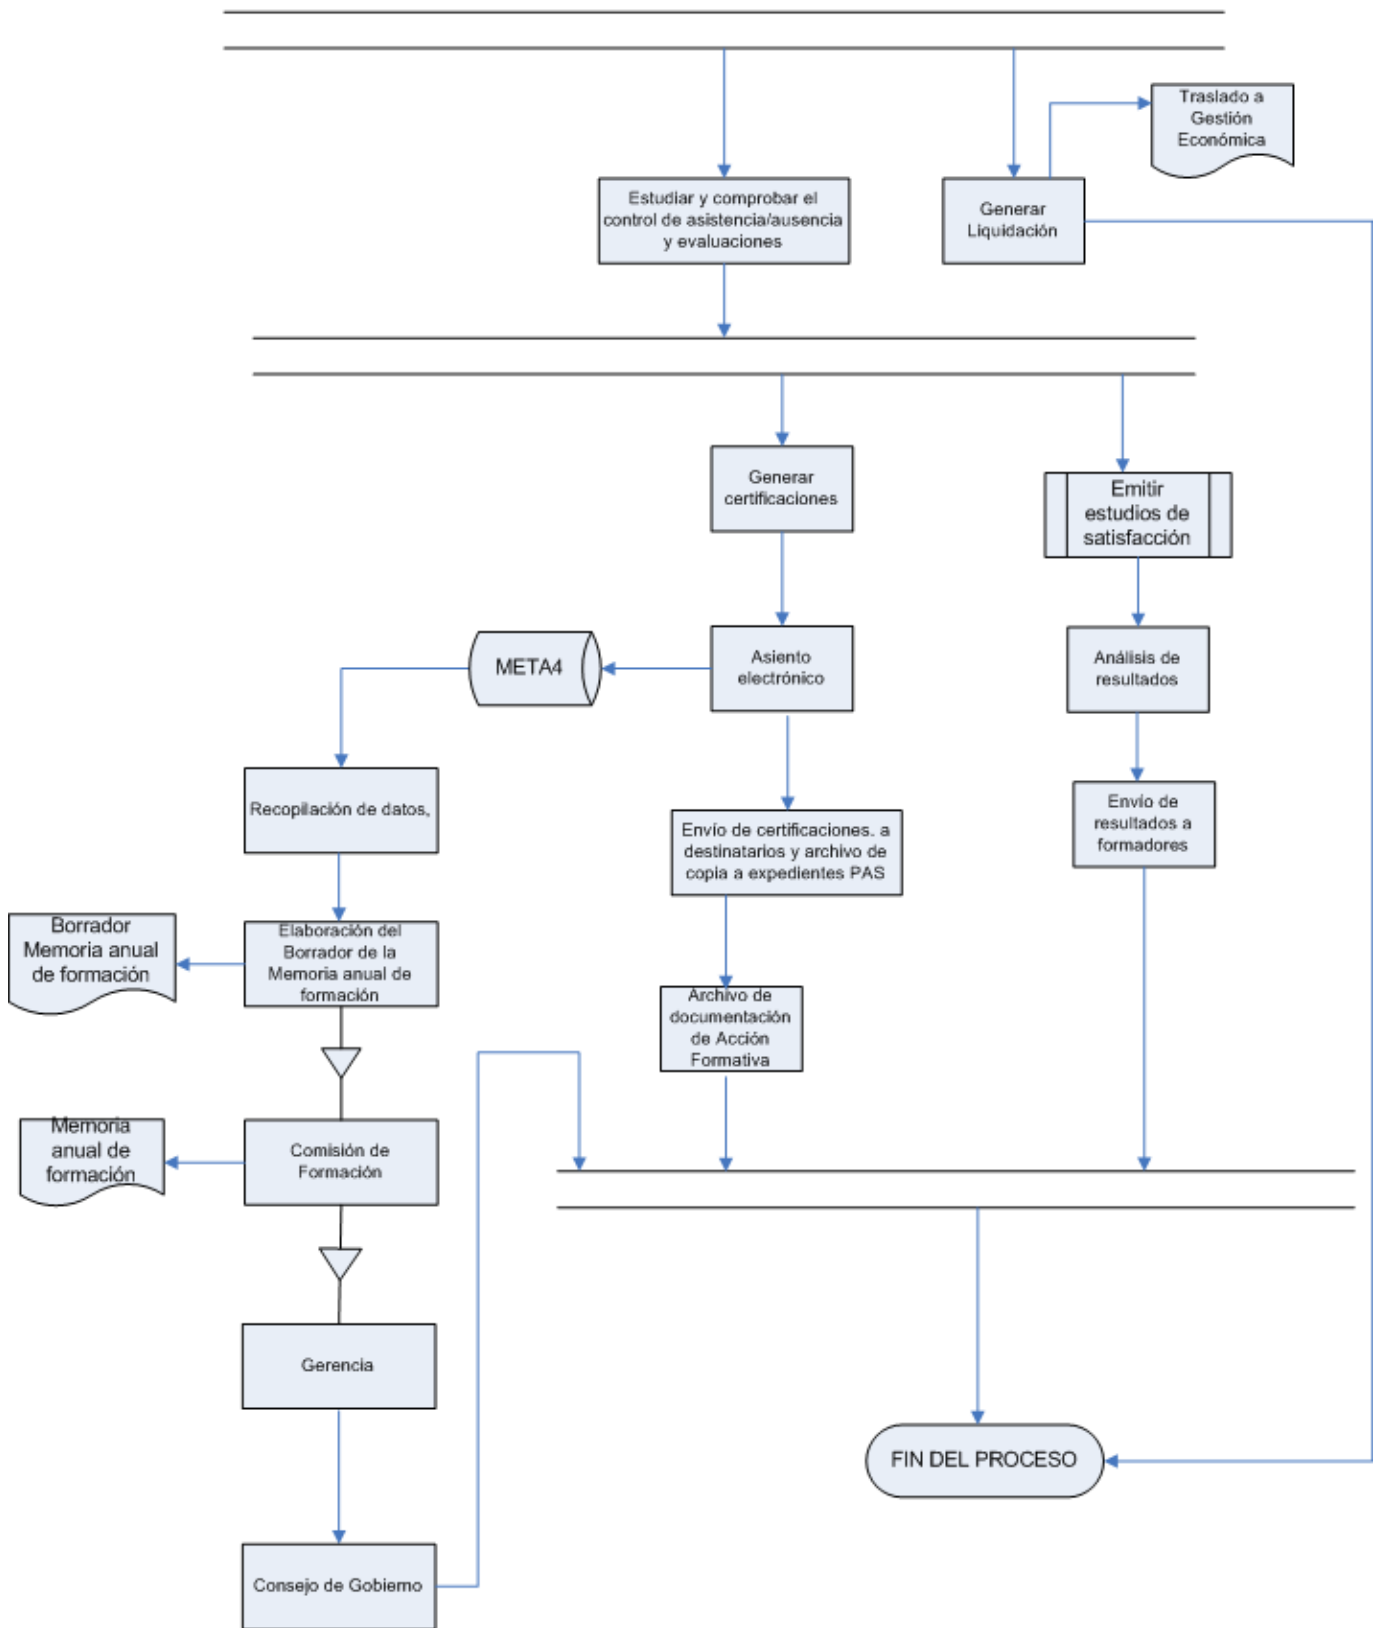 Traslado a
Gestión
Económica
Estudiar y comprobar el
control de asistencia/ausencia
y evaluaciones
Generar
Liquidación
Generar
certificaciones
Emitir
estudios de
satisfacción
META4
Asiento
electrónico
Análisis de
resultados
Recopilación de datos,
Envío de certificaciones. a
destinatarios y archivo de
copia a expedientes PAS
Envío de
resultados a
formadores
Borrador
Memoria anual
de formación
Elaboración del
Borrador de la
Memoria anual de
formación
Archivo de
documentación
de Acción
Formativa
Memoria
anual de
formación
Comisión de
Formación
Gerencia
FIN DEL PROCESO
Consejo de Gobierno